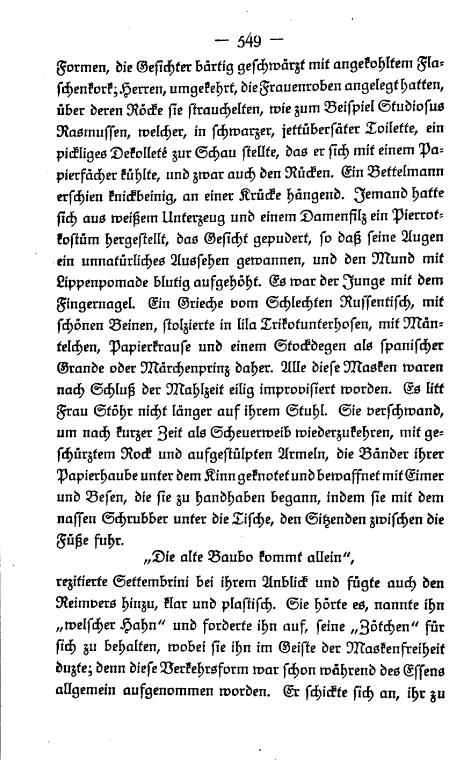 — 549 —
Formen, die Gesichter bärtig geschwärzt mit angekohltem Fla-
schenkork; Herren, umgekehrt, die Frauenroben angelegt hatten,
über deren Röcke sie strauchelten, wie zum Beispiel Studiosus
Rasmussen, welcher, in schwarzer, jettübersäter Toilette, ein
pickliges Dekolleté zur Schau stellte, das er sich mit einem Pa-
pierfächer kühlte, und zwar auch den Rücken. Ein Bettelmann
erschien knickbeinig, an einer Krücke hängend. Jemand hatte
sich aus weißem Unterzeug und einem Damenfilz ein Pierrot-
kostüm hergestellt, das Gesicht gepudert, so daß seine Augen
ein unnatürliches Aussehen gewannen, und den Mund mit
Lippenpomade blutig aufgehöht. Es war der Junge mit dem
Fingernagel. Ein Grieche vom Schlechten Russentisch, mit
schönen Beinen, stolzierte in lila Trikotunterhosen, mit Män-
telchen, Papierkrause und einem Stockdegen als spanischer
Grande oder Märchenprinz daher. Alle diese Masken waren
nach Schluß der Mahlzeit eilig improvisiert worden. Es litt
Frau Stöhr nicht länger auf ihrem Stuhl. Sie verschwand,
um nach kurzer Zeit als Scheuerweib wiederzukehren, mit ge-
schürztem Rock und aufgestülpten Armeln, die Bänder ihrer
Papierhaube unter dem Kinn geknotet und bewaffnet mit Eimer
und Besen, die sie zu handhaben begann, indem sie mit dem
nassen Schrubber unter die Tische, den Sitzenden zwischen die
Füße fuhr.
„Die alte Baubo kommt allein“,
rezitierte Settembrini bei ihrem Anblick und fügte auch den
Reimvers hinzu, klar und plastisch. Sie hörte es, nannte ihn
„welscher Hahn“ und forderte ihn auf, seine „Zötchen“ für
sich zu behalten, wobei sie ihn im Geiste der Maskenfreiheit
duzte; denn diese Verkehrsform war schon während des Essens
allgemein aufgenommen worden. Er schickte sich an, ihr zu